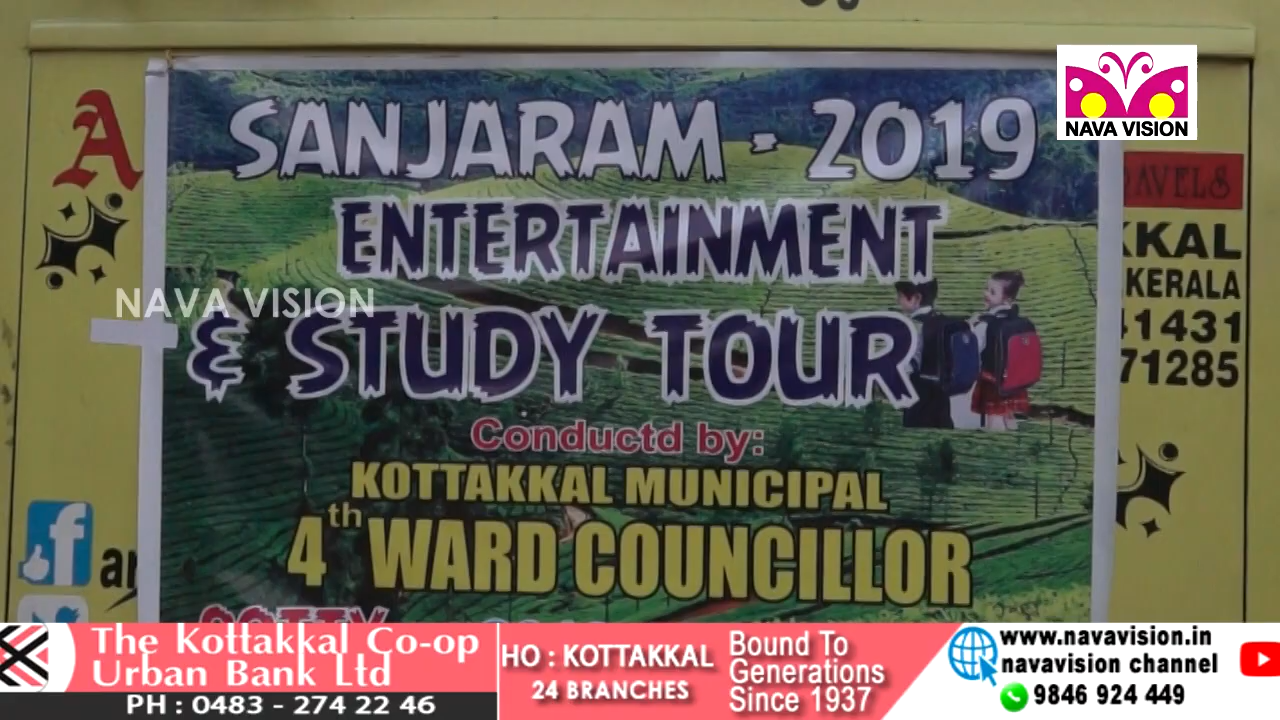 NAVA VISION
SANJARAM - 2019
ENTERTAINMENT
& STUDY TOUR
Conductd by:
KOTTAKKAL MUNICIPAL
4th WARD COUNCILLOR
NAVA VISION
A
KKAL
KERALA
1431
71285
f
The Kottakkal Co-op
Urban Bank Ltd
PH : 0483 - 274 22 46
HO : KOTTAKKAL
24 BRANCHES
Bound To
Generations
Since 1937
www.navavision.in
navavision channel
9846 924 449